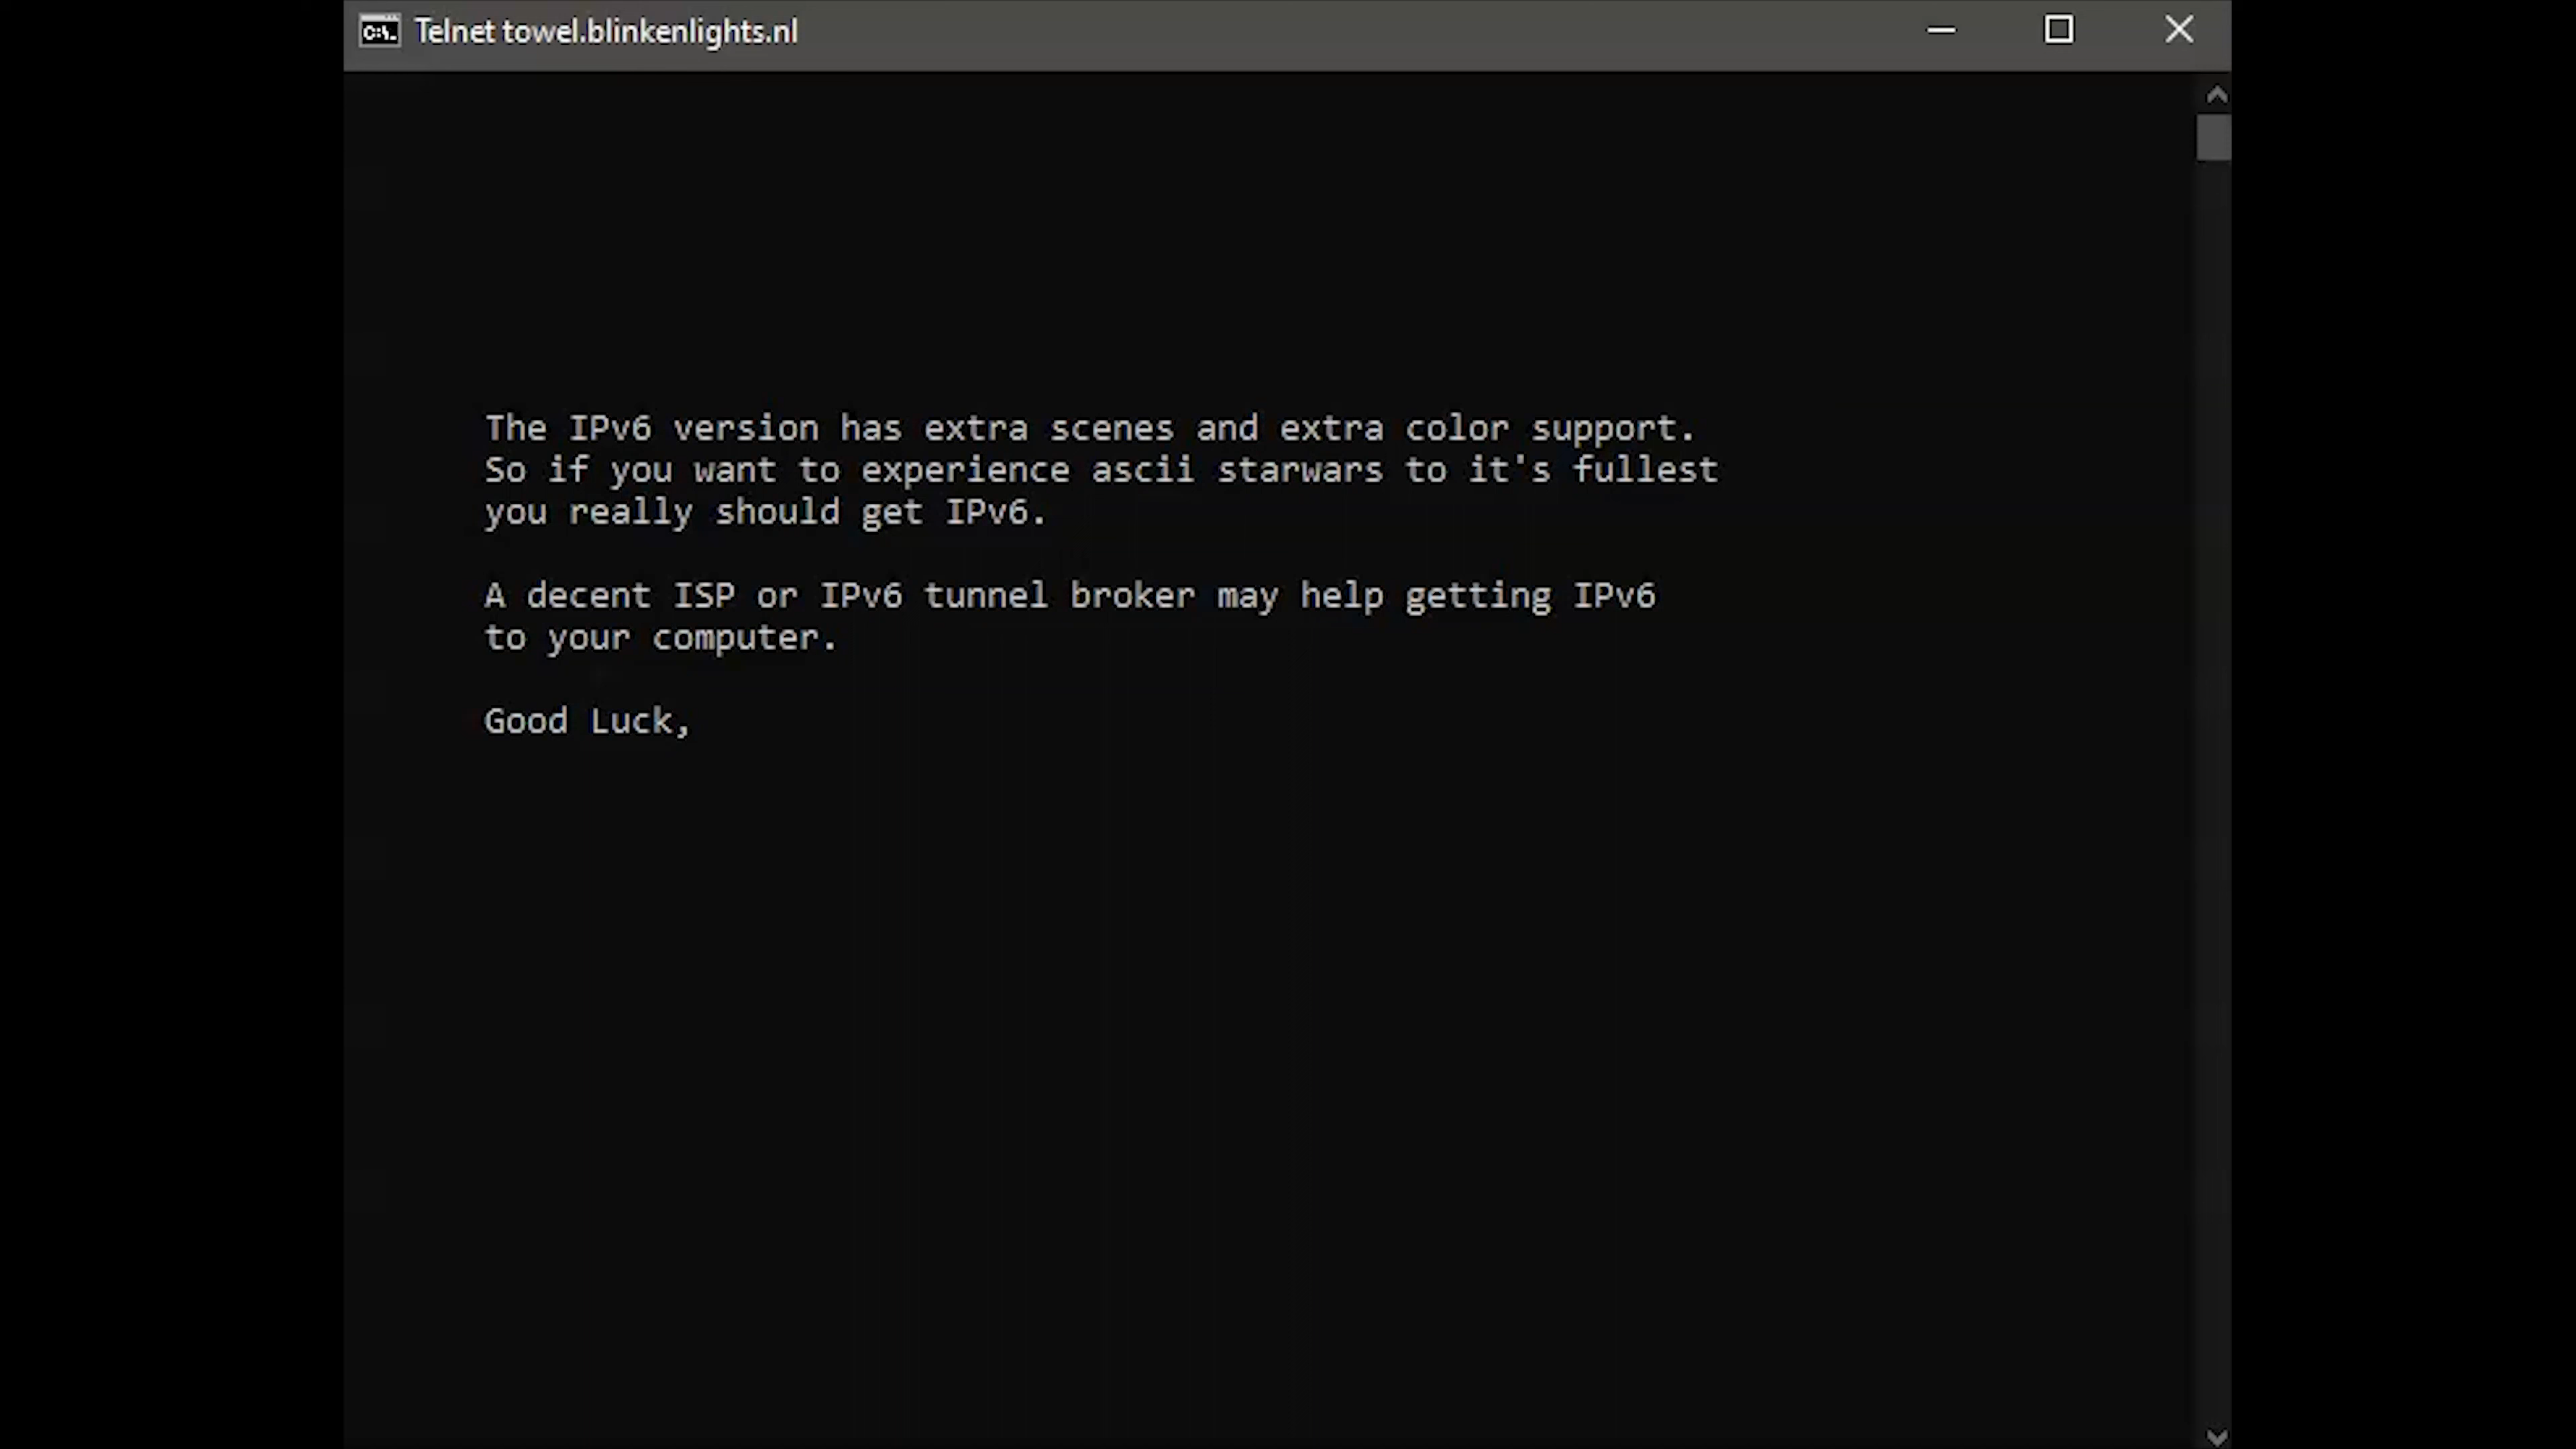 Telnet towel.blinkenlights.nl
The IPv6 version has extra scenes and extra color support.
So if you want to experience ascii starwars to it's fullest
you really should get IPv6.
A decent ISP or IPv6 tunnel broker may help getting IPv6
to your computer.
Good Luck,